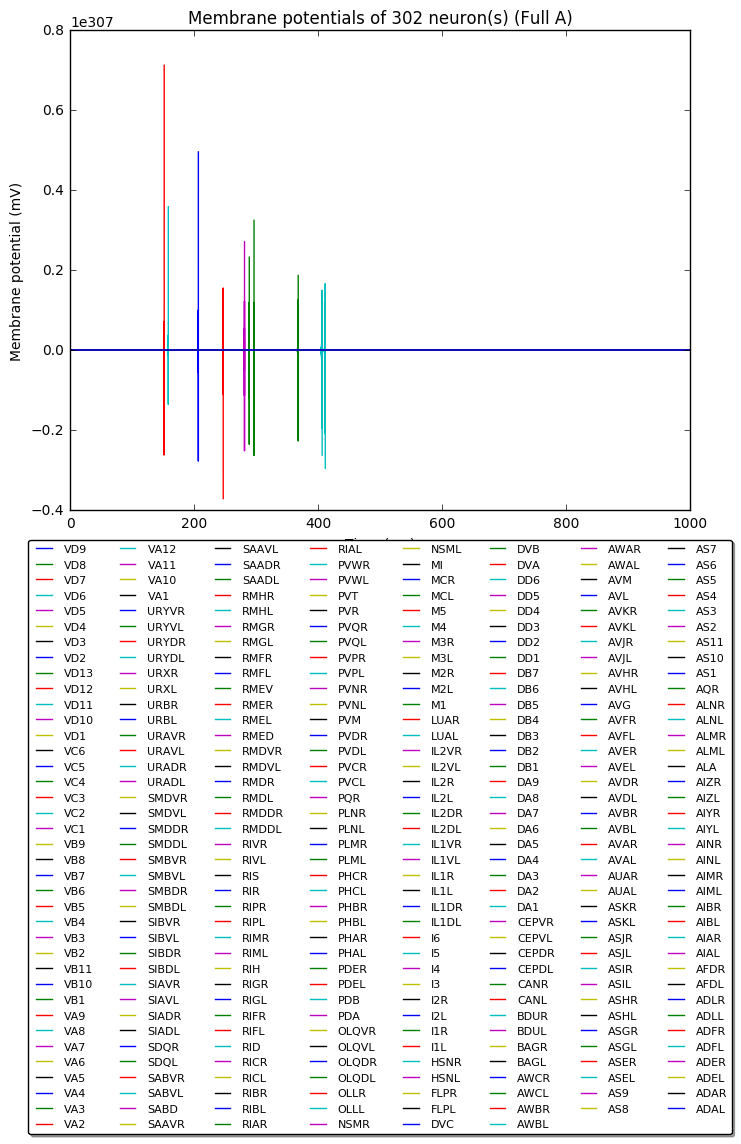 Membrane potentials of 302 neuron(s) (Full A)
1e307
0.8
0.6
0.4
0.2
0.0
−0.2
−0.4
Membrane potential (mV)
0 200 400 600 800 1000
VD9 VA12 SAAVL RIAL NSML DVB AWAR AS7
VD8 VA11 SAADR PVWR MI DVA AWAL AS6
VD7 VA10 SAADL PVWL MCR DD6 AVM AS5
VD6 VA1 RMHR PVT MCL DD5 AVL AS4
VD5 URYVR RMHL PVR M5 DD4 AVKR AS3
VD4 URYVL RMGR PVQR M4 DD3 AVKL AS2
VD3 URYDR RMGL PVQL M3R DD2 AVJR AS11
VD2 URYDL RMFR PVPR M3L DD1 AVJL AS10
VD13 URXR RMFL PVPL M2R DB7 AVHR AS1
VD12 URXL RMEV PVNR M2L DB6 AVHL AQR
VD11 URBR RMER PVNL M1 DB5 AVG ALNR
VD10 URBL RMEL PVM LUAR DB4 AVFR ALNL
VD1 URAVR RMED PVDR LUAL DB3 AVFL ALMR
VC6 URAVL RMDVR PVDL IL2VR DB2 AVER ALML
VC5 URADR RMDVL PVCR IL2VL DB1 AVEL ALA
VC4 URADL RMDR PVCL IL2R DA9 AVDR AIZR
VC3 SMDVR RMDL PQR IL2L DA8 AVDL AIZL
VC2 SMDVL RMDDR PLNR IL2DR DA7 AVBR AIYR
VC1 SMDDR RMDDL PLNL IL2DL DA6 AVBL AIYL
VB9 SMDDL RIVR PLMR IL1VR DA5 AVAR AINR
VB8 SMBVR RIVL PLML IL1VL DA4 AVAL AINL
VB7 SMBVL RIS PHCR IL1R DA3 AUAR AIMR
VB6 SMBDR RIR PHCL IL1L DA2 AUAL AIML
VB5 SMBDL RIPR PHBR IL1DR DA1 ASKR AIBR
VB4 SIBVR RIPL PHBL IL1DL CEPVR ASKL AIBL
VB3 SIBVL RIMR PHAR I6 CEPVL ASJR AIAR
VB2 SIBDR RIML PHAL I5 CEPDR ASJL AIAL
VB11 SIBDL RIH PDER I4 CEPDL ASIR AFDR
VB10 SIAVR RIGR PDEL I3 CANR ASIL AFDL
VB1 SIAVL RIGL PDB I2R CANL ASHR ADLR
VA9 SIADR RIFR PDA I2L BDUR ASHL ADLL
VA8 SIADL RIFL OLQVR I1R BDUL ASGR ADFR
VA7 SDQR RID OLQVL I1L BAGR ASGL ADFL
VA6 SDQL RICR OLQDR HSNR BAGL ASER ADER
VA5 SABVR RICL OLQDL HSNL AWCR ASEL ADEL
VA4 SABVL RIBR OLLR FLPR AWCL AS9 ADAR
VA3 SABD RIBL OLLL FLPL AWBR AS8 ADAL
VA2 SAAVR RIAR NSMR DVC AWBL